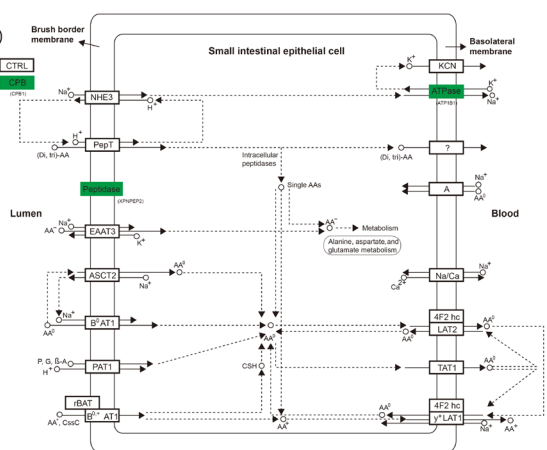 )
Brush border
membrane
Small intestinal epithelial cell
Basolateral
membrane
CTRL
CPB
(CPB1)
Na⁺
NHE3
H⁺
K⁺
KCN
ATPase
(ATP1B1)
K⁺
Na⁺
H⁺
PepT
(Di, tri)-AA
Intracellular
peptidases
(Di, tri)-AA
?
Peptidase
(XPNPEP2)
Single AAs
A
Na⁺
AA⁰
Lumen
Blood
Na⁺
AA⁻
EAAT3
K⁺
AA⁻
Metabolism
Alanine, aspartate, and
glutamate metabolism
ASCT2
AA⁰
Na⁺
Na/Ca
Na⁺
Ca²⁺
Na⁺
AA⁰
B⁰AT1
AA⁰
4F2 hc
LAT2
AA⁰
AA⁰
P, G, ß-A
H⁺
PAT1
CSH
TAT1
AA⁰
rBAT
B⁰,⁺ AT1
AA⁺, CssC
AA⁺
AA⁰
4F2 hc
y⁺LAT1
Na⁺
AA⁺